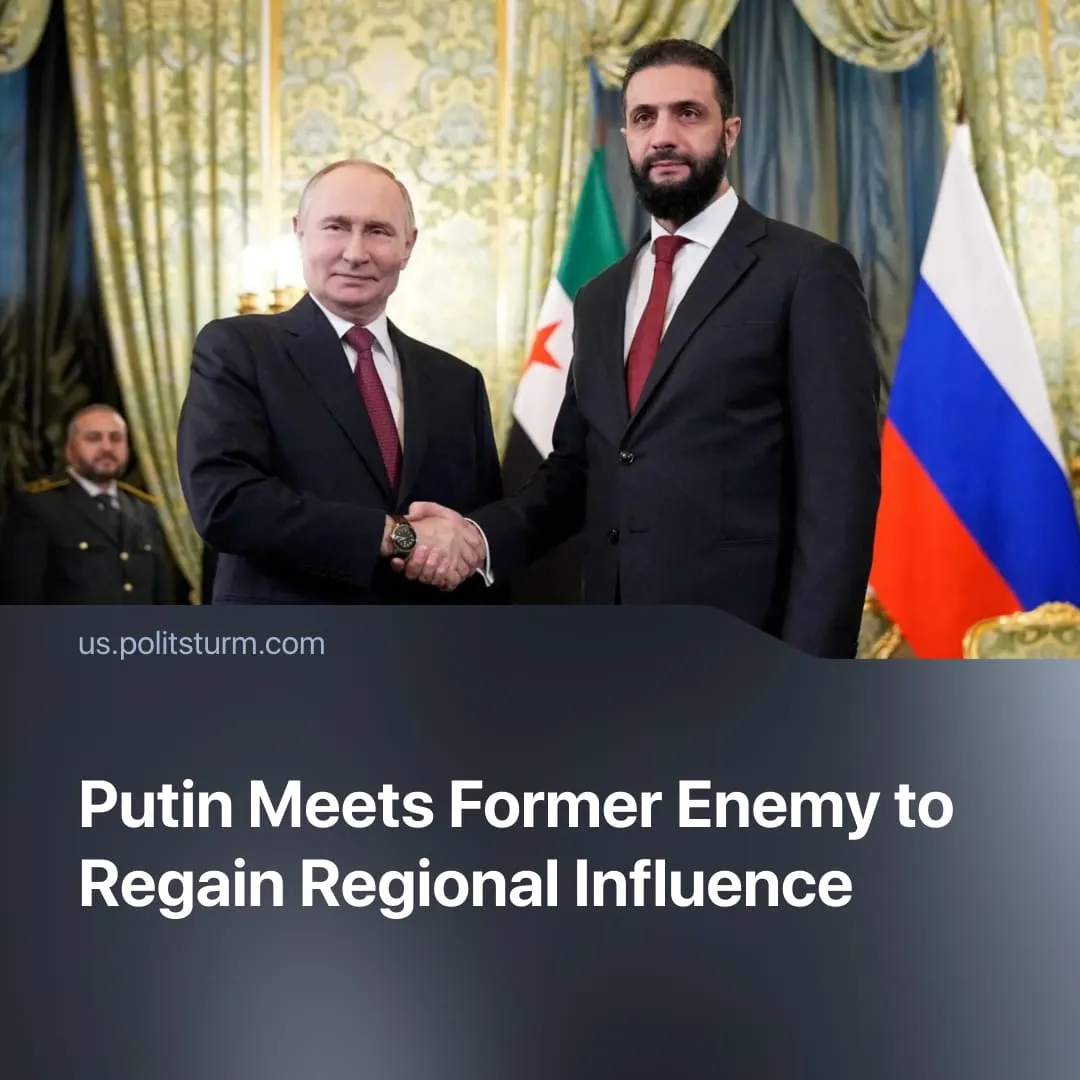 us.politsturm.com
Putin Meets Former Enemy to
Regain Regional Influence